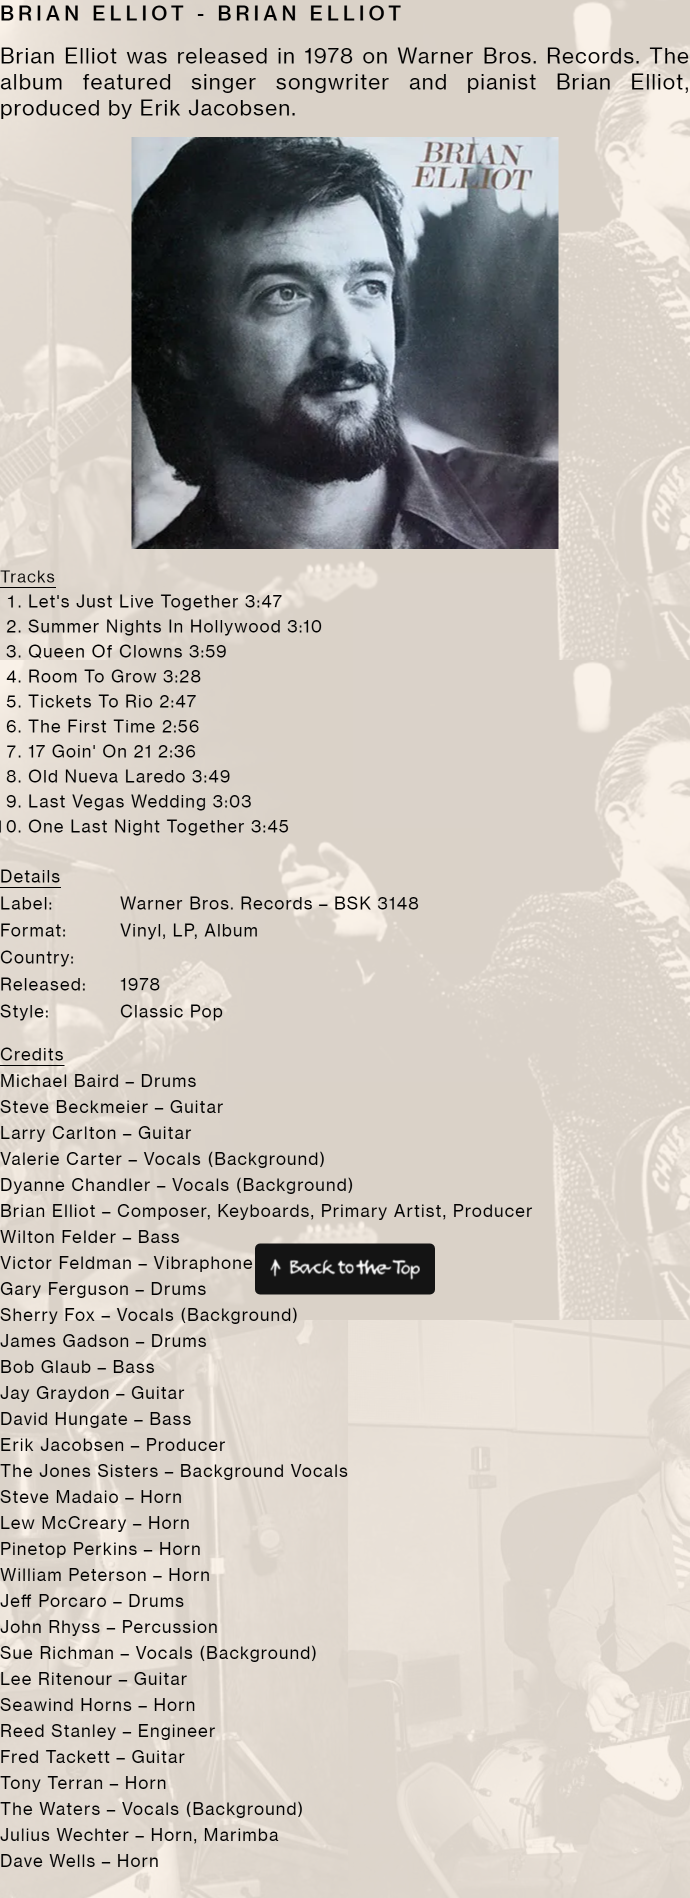 BRIAN ELLIOT - BRIAN ELLIOT
Brian Elliot was released in 1978 on Warner Bros. Records. The
album featured singer songwriter and pianist Brian Elliot,
produced by Erik Jacobsen.
BRIAN
ELLIOT
Tracks
1. Let's Just Live Together 3:47
2. Summer Nights In Hollywood 3:10
3. Queen Of Clowns 3:59
4. Room To Grow 3:28
5. Tickets To Rio 2:47
6. The First Time 2:56
7. 17 Goin' On 21 2:36
8. Old Nueva Laredo 3:49
9. Last Vegas Wedding 3:03
10. One Last Night Together 3:45
Details
Label: Warner Bros. Records – BSK 3148
Format: Vinyl, LP, Album
Country:
Released: 1978
Style: Classic Pop
Credits
Michael Baird – Drums
Steve Beckmeier – Guitar
Larry Carlton – Guitar
Valerie Carter – Vocals (Background)
Dyanne Chandler – Vocals (Background)
Brian Elliot – Composer, Keyboards, Primary Artist, Producer
Wilton Felder – Bass
Victor Feldman – Vibraphone
↑ Back to the Top
Gary Ferguson – Drums
Sherry Fox – Vocals (Background)
James Gadson – Drums
Bob Glaub – Bass
Jay Graydon – Guitar
David Hungate – Bass
Erik Jacobsen – Producer
The Jones Sisters – Background Vocals
Steve Madaio – Horn
Lew McCreary – Horn
Pinetop Perkins – Horn
William Peterson – Horn
Jeff Porcaro – Drums
John Rhyss – Percussion
Sue Richman – Vocals (Background)
Lee Ritenour – Guitar
Seawind Horns – Horn
Reed Stanley – Engineer
Fred Tackett – Guitar
Tony Terran – Horn
The Waters – Vocals (Background)
Julius Wechter – Horn, Marimba
Dave Wells – Horn
CHRIS
CHRIS